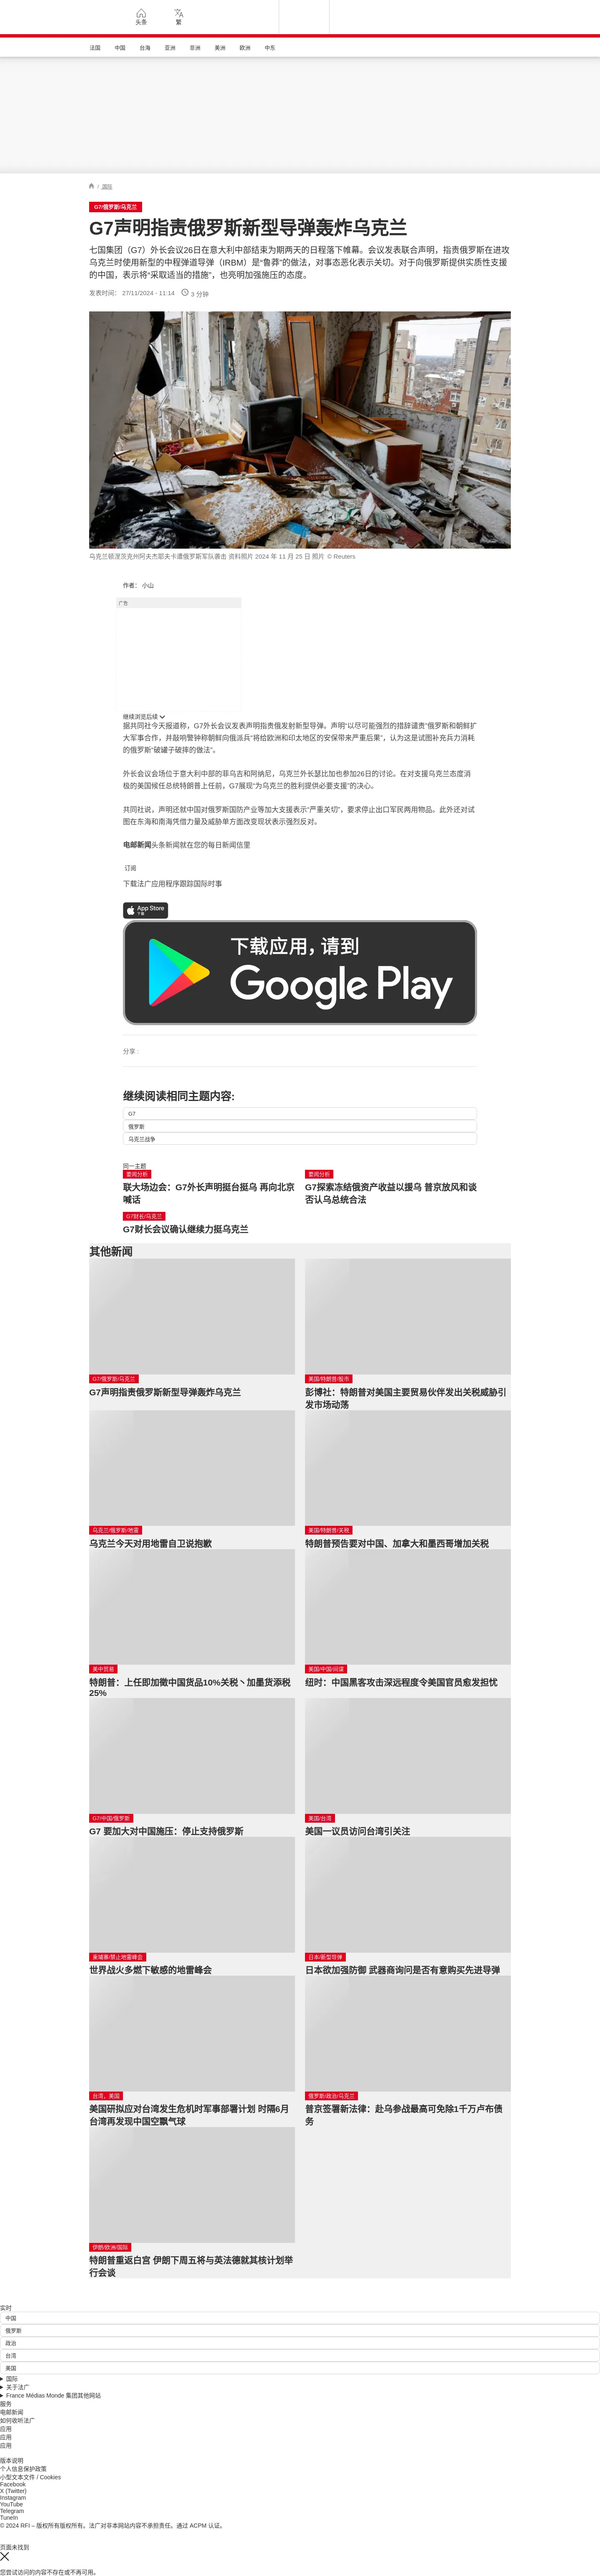 头条
繁
法国 中国 台海 亚洲 非洲 美洲 欧洲 中东
/ 国际
G7/俄罗斯/乌克兰
G7声明指责俄罗斯新型导弹轰炸乌克兰
七国集团（G7）外长会议26日在意大利中部结束为期两天的日程落下帷幕。会议发表联合声明，指责俄罗斯在进攻
乌克兰时使用新型的中程弹道导弹（IRBM）是“鲁莽”的做法，对事态恶化表示关切。对于向俄罗斯提供实质性支援
的中国，表示将“采取适当的措施”，也亮明加强施压的态度。
发表时间： 27/11/2024 - 11:14 3 分钟
乌克兰顿涅茨克州阿夫杰耶夫卡遭俄罗斯军队袭击 资料照片 2024 年 11 月 25 日 照片 © Reuters
作者： 小山
广告
继续浏览后续
据共同社今天报道称，G7外长会议发表声明指责俄发射新型导弹。声明“以尽可能强烈的措辞谴责”俄罗斯和朝鲜扩
大军事合作，并敲响警钟称朝鲜向俄派兵“将给欧洲和印太地区的安保带来严重后果”，认为这是试图补充兵力消耗
的俄罗斯“破罐子破摔的做法”。
外长会议会场位于意大利中部的菲乌吉和阿纳尼，乌克兰外长瑟比加也参加26日的讨论。在对支援乌克兰态度消
极的美国候任总统特朗普上任前，G7展现“为乌克兰的胜利提供必要支援”的决心。
共同社说，声明还就中国对俄罗斯国防产业等加大支援表示“严重关切”，要求停止出口军民两用物品。此外还对试
图在东海和南海凭借力量及威胁单方面改变现状表示强烈反对。
电邮新闻头条新闻就在您的每日新闻信里
订阅
下载法广应用程序跟踪国际时事
App Store
下载
下载应用，请到
Google Play
分享 :
继续阅读相同主题内容:
G7
俄罗斯
乌克兰战争
同一主题
要闻分析
联大场边会：G7外长声明挺台挺乌 再向北京
喊话
要闻分析
G7探索冻结俄资产收益以援乌 普京放风和谈
否认乌总统合法
G7财长/乌克兰
G7财长会议确认继续力挺乌克兰
其他新闻
G7/俄罗斯/乌克兰
G7声明指责俄罗斯新型导弹轰炸乌克兰
美国/特朗普/股市
彭博社：特朗普对美国主要贸易伙伴发出关税威胁引
发市场动荡
乌克兰/俄罗斯/地雷
乌克兰今天对用地雷自卫说抱歉
美国/特朗普/关税
特朗普预告要对中国、加拿大和墨西哥增加关税
美中贸易
特朗普：上任即加徵中国货品10%关税丶加墨货添税
25%
美国/中国/间谍
纽时：中国黑客攻击深远程度令美国官员愈发担忧
G7/中国/俄罗斯
G7 要加大对中国施压：停止支持俄罗斯
美国/台湾
美国一议员访问台湾引关注
柬埔寨/禁止地雷峰会
世界战火多燃下敏感的地雷峰会
日本/新型导弹
日本欲加强防御 武器商询问是否有意购买先进导弹
台湾，美国
美国研拟应对台湾发生危机时军事部署计划 时隔6月
台湾再发现中国空飘气球
俄罗斯/政治/乌克兰
普京签署新法律：赴乌参战最高可免除1千万卢布债
务
伊朗/欧洲/国际
特朗普重返白宫 伊朗下周五将与英法德就其核计划举
行会谈
实时
中国
俄罗斯
政治
台湾
美国
国际
关于法广
France Médias Monde 集团其他网站
服务
电邮新闻
如何收听法广
应用
应用
应用
版本说明
个人信息保护政策
小型文本文件 / Cookies
Facebook
X (Twitter)
Instagram
YouTube
Telegram
Tunein
© 2024 RFI – 版权所有版权所有。法广对非本网站内容不承担责任。通过 ACPM 认证。
页面未找到
您尝试访问的内容不存在或不再可用。